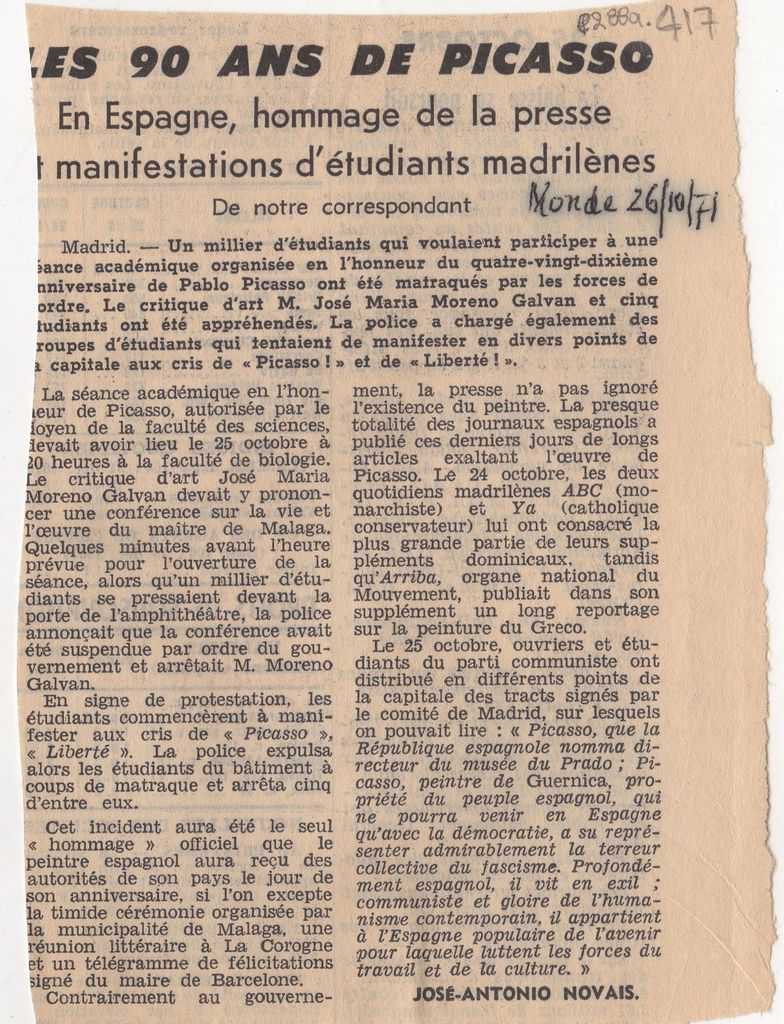 c288a. 417
LES 90 ANS DE PICASSO
En Espagne, hommage de la presse
t manifestations d'étudiants madrilènes
De notre correspondant
Monde 26/10/71
Madrid. — Un millier d'étudiants qui voulaient participer à une
éance académique organisée en l'honneur du quatre-vingt-dixième
nniversaire de Pablo Picasso ont été matraqués par les forces de
ordre. Le critique d'art M. José Maria Moreno Galvan et cinq
tudiants ont été appréhendés. La police a chargé également des
roupes d'étudiants qui tentaient de manifester en divers points de
a capitale aux cris de « Picasso ! » et de « Liberté ! ».
La séance académique en l'hon-
neur de Picasso, autorisée par le
doyen de la faculté des sciences,
devait avoir lieu le 25 octobre à
20 heures à la faculté de biologie.
Le critique d'art José Maria
Moreno Galvan devait y pronon-
cer une conférence sur la vie et
l'œuvre du maître de Malaga.
Quelques minutes avant l'heure
prévue pour l'ouverture de la
séance, alors qu'un millier d'étu-
diants se pressaient devant la
porte de l'amphithéâtre, la police
annonçait que la conférence avait
été suspendue par ordre du gou-
vernement et arrêtait M. Moreno
Galvan.
En signe de protestation, les
étudiants commencèrent à mani-
fester aux cris de « Picasso »,
« Liberté ». La police expulsa
alors les étudiants du bâtiment à
coups de matraque et arrêta cinq
d'entre eux.
Cet incident aura été le seul
« hommage » officiel que le
peintre espagnol aura reçu des
autorités de son pays le jour de
son anniversaire, si l'on excepte
la timide cérémonie organisée par
la municipalité de Malaga, une
réunion littéraire à La Corogne
et un télégramme de félicitations
signé du maire de Barcelone.
Contrairement au gouverne-
ment, la presse n'a pas ignoré
l'existence du peintre. La presque
totalité des journaux espagnols a
publié ces derniers jours de longs
articles exaltant l'œuvre de
Picasso. Le 24 octobre, les deux
quotidiens madrilènes ABC (mo-
narchiste) et Ya (catholique
conservateur) lui ont consacré la
plus grande partie de leurs sup-
pléments dominicaux, tandis
qu'Arriba, organe national du
Mouvement, publiait dans son
supplément un long reportage
sur la peinture du Greco.
Le 25 octobre, ouvriers et étu-
diants du parti communiste ont
distribué en différents points de
la capitale des tracts signés par
le comité de Madrid, sur lesquels
on pouvait lire : « Picasso, que la
République espagnole nomma di-
recteur du musée du Prado ; Pi-
casso, peintre de Guernica, pro-
priété du peuple espagnol, qui
ne pourra venir en Espagne
qu'avec la démocratie, a su repré-
senter admirablement la terreur
collective du fascisme. Profondé-
ment espagnol, il vit en exil ;
communiste et gloire de l'huma-
nisme contemporain, il appartient
à l'Espagne populaire de l'avenir
pour laquelle luttent les forces du
travail et de la culture. »
JOSÉ-ANTONIO NOVAIS.